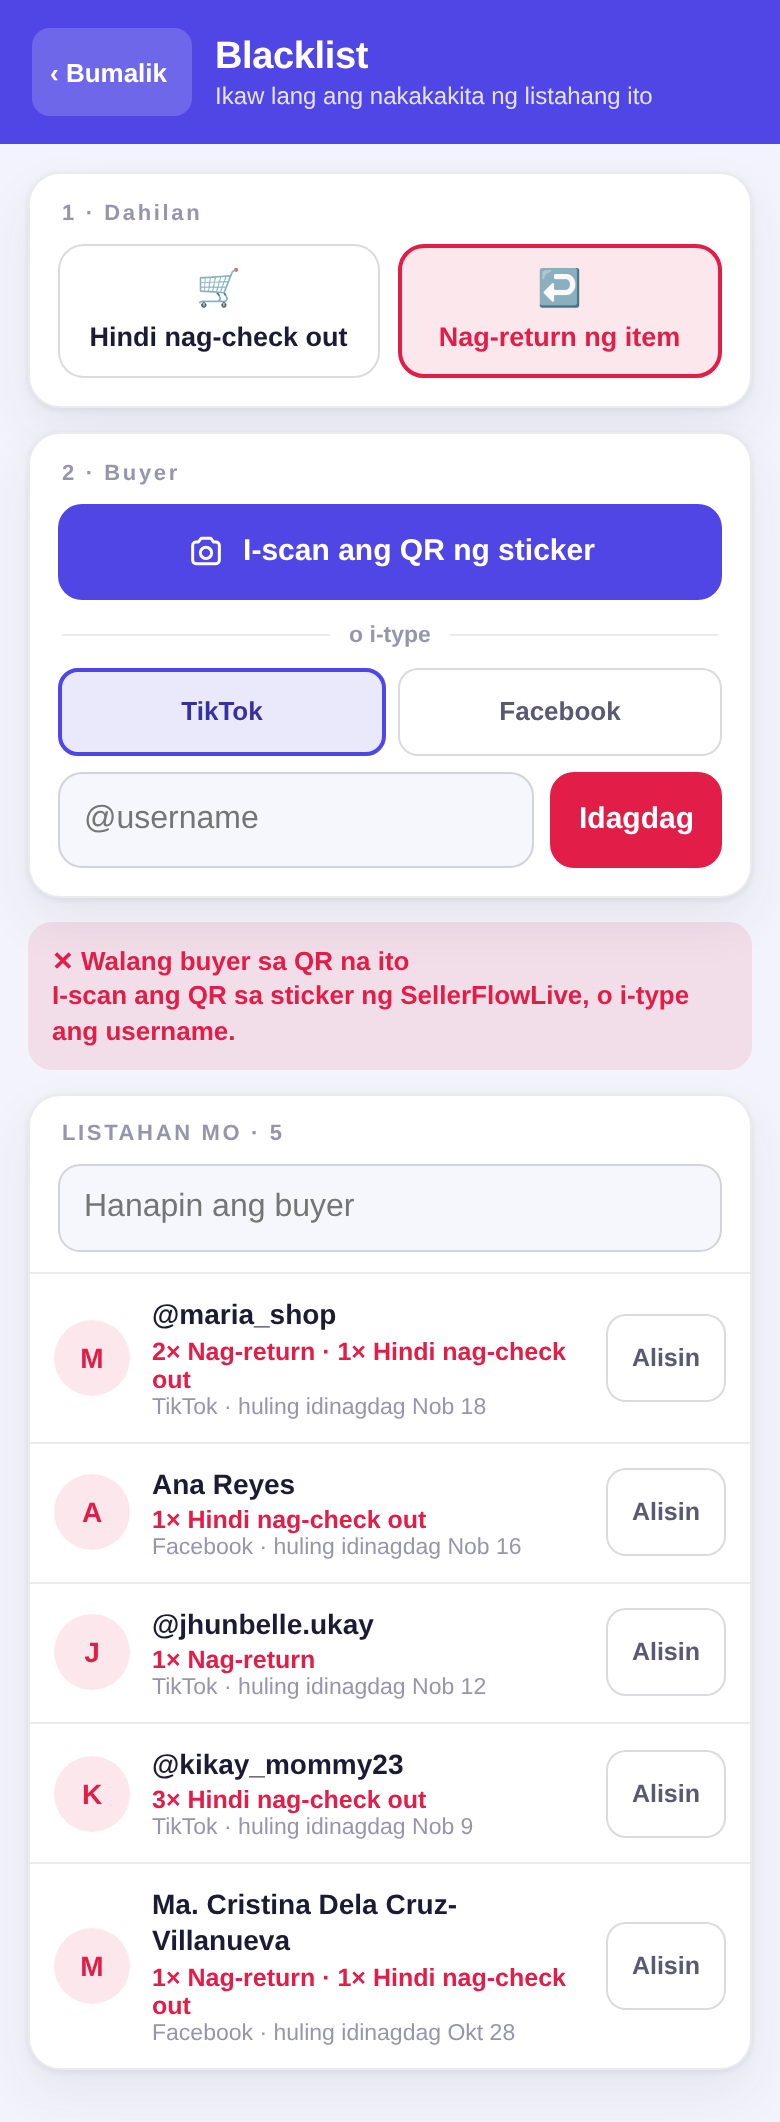 ‹ Bumalik
Blacklist
Ikaw lang ang nakakakita ng listahang ito
1 · Dahilan
Hindi nag-check out
Nag-return ng item
2 · Buyer
I-scan ang QR ng sticker
o i-type
TikTok
Facebook
@username
Idagdag
✕ Walang buyer sa QR na ito
I-scan ang QR sa sticker ng SellerFlowLive, o i-type
ang username.
LISTAHAN MO · 5
Hanapin ang buyer
M
@maria_shop
2× Nag-return · 1× Hindi nag-check
out
TikTok · huling idinagdag Nob 18
Alisin
A
Ana Reyes
1× Hindi nag-check out
Facebook · huling idinagdag Nob 16
Alisin
J
@jhunbelle.ukay
1× Nag-return
TikTok · huling idinagdag Nob 12
Alisin
K
@kikay_mommy23
3× Hindi nag-check out
TikTok · huling idinagdag Nob 9
Alisin
M
Ma. Cristina Dela Cruz-
Villanueva
1× Nag-return · 1× Hindi nag-check
out
Facebook · huling idinagdag Okt 28
Alisin